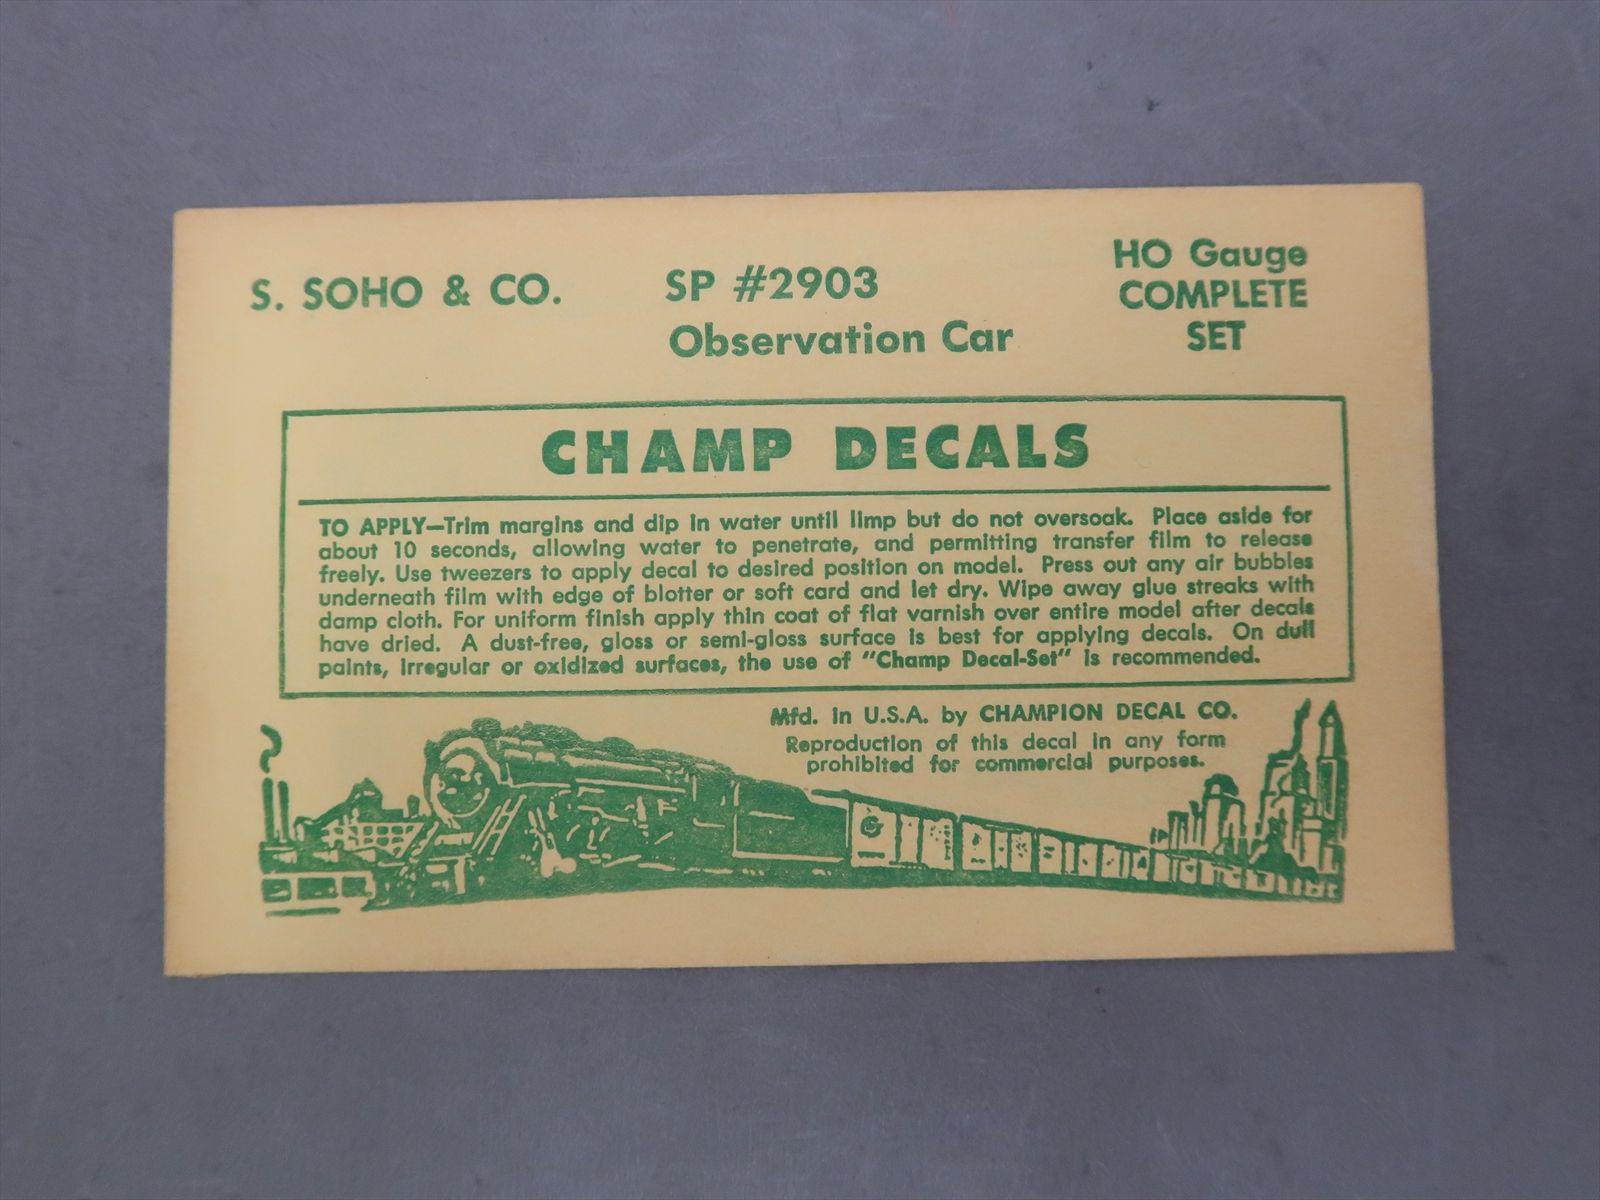 S. SOHO & CO.
SP #2903
Observation Car
HO Gauge
COMPLETE
SET
CHAMP DECALS
TO APPLY—Trim margins and dip in water until limp but do not oversoak. Place aside for
about 10 seconds, allowing water to penetrate, and permitting transfer film to release
freely. Use tweezers to apply decal to desired position on model. Press out any air bubbles
underneath film with edge of blotter or soft card and let dry. Wipe away glue streaks with
damp cloth. For uniform finish apply thin coat of flat varnish over entire model after decals
have dried. A dust-free, gloss or semi-gloss surface is best for applying decals. On dull
paints, irregular or oxidized surfaces, the use of "Champ Decal-Set" is recommended.
Mfd. in U.S.A. by CHAMPION DECAL CO.
Reproduction of this decal in any form
prohibited for commercial purposes.